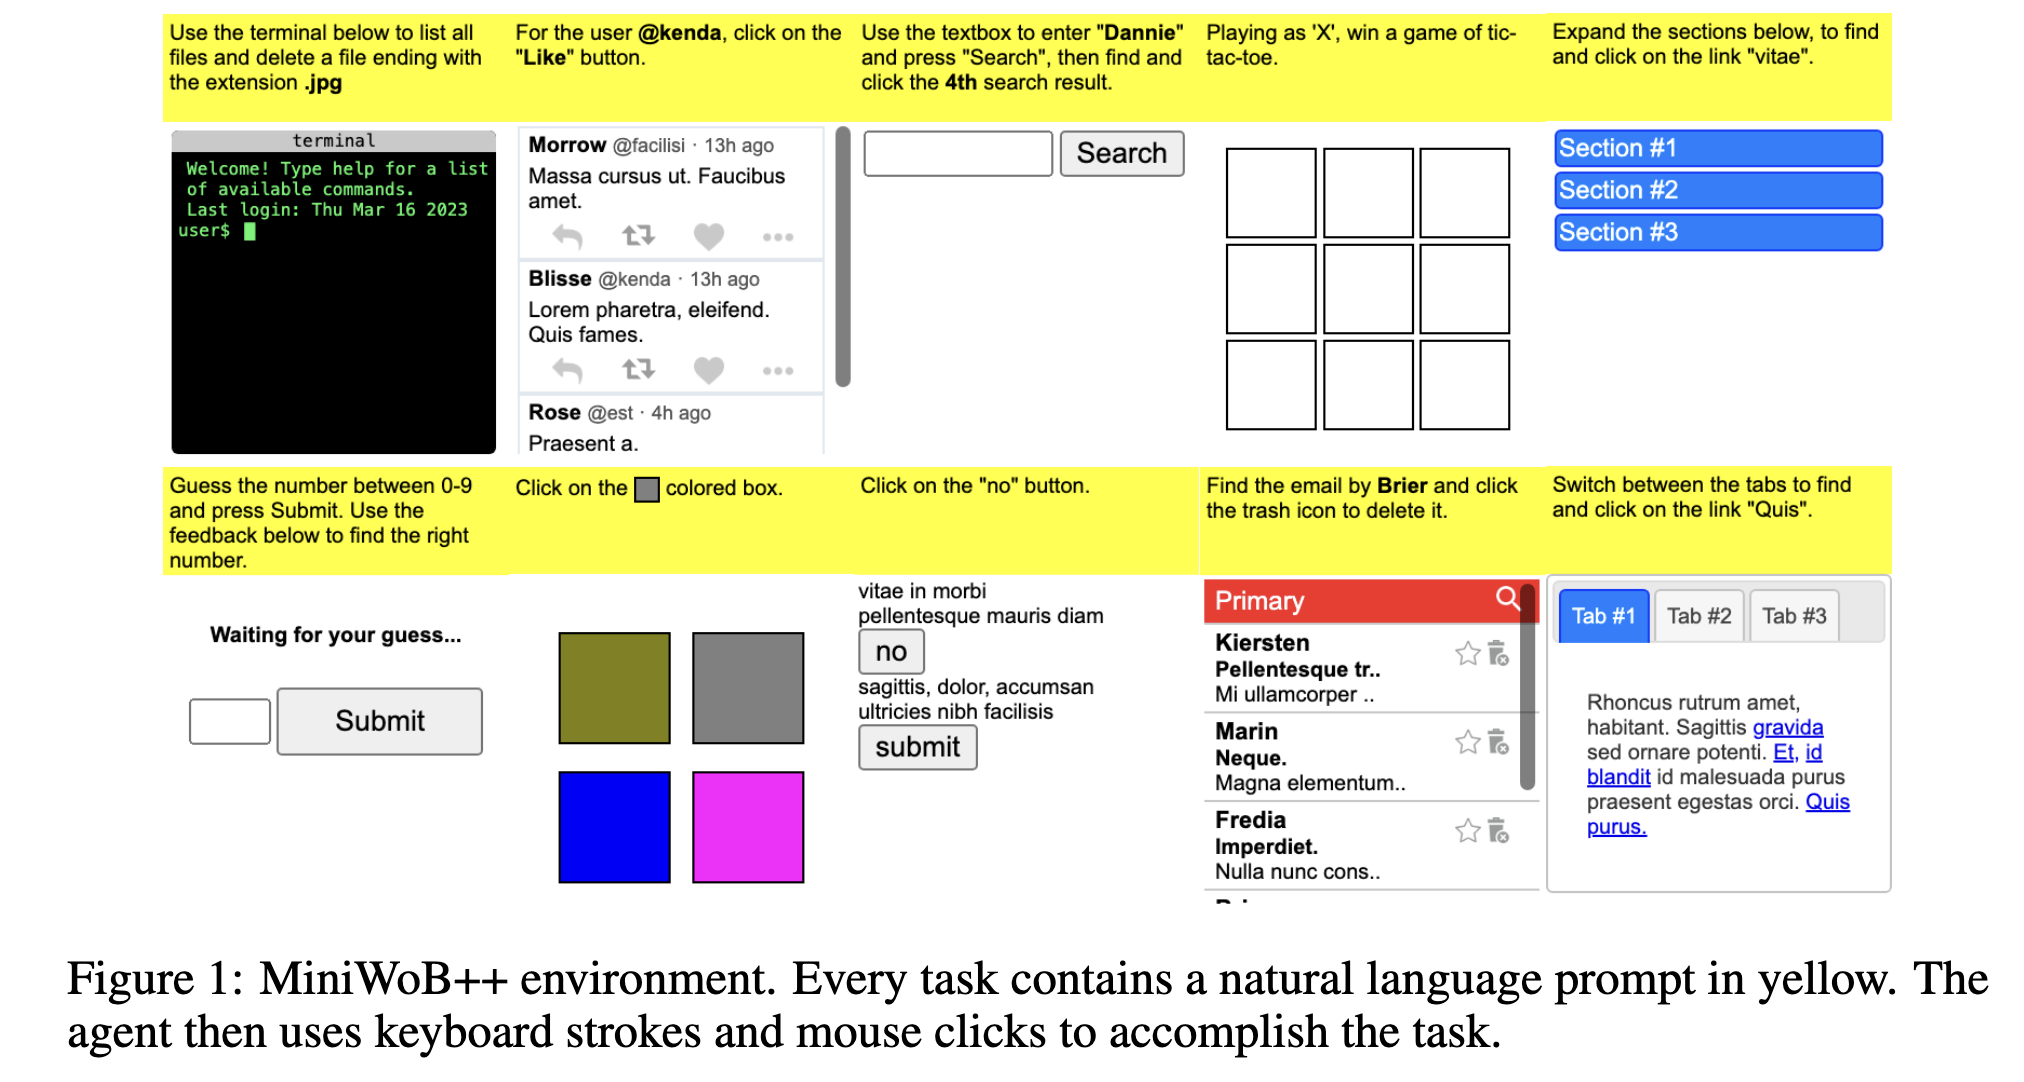 Use the terminal below to list all
files and delete a file ending with
the extension .jpg
terminal
Welcome! Type help for a list
of available commands.
Last login: Thu Mar 16 2023
user$
For the user @kenda, click on the
"Like" button.
Morrow @facilisi · 13h ago
Massa cursus ut. Faucibus
amet.
Blisse @kenda · 13h ago
Lorem pharetra, eleifend.
Quis fames.
Rose @est · 4h ago
Praesent a.
Use the textbox to enter "Dannie"
and press "Search", then find and
click the 4th search result.
Search
Playing as 'X', win a game of tic-
tac-toe.
Expand the sections below, to find
and click on the link "vitae".
Section #1
Section #2
Section #3
Guess the number between 0-9
and press Submit. Use the
feedback below to find the right
number.
Waiting for your guess...
Submit
Click on the colored box.
Click on the "no" button.
vitae in morbi
pellentesque mauris diam
no
sagittis, dolor, accumsan
ultricies nibh facilisis
submit
Find the email by Brier and click
the trash icon to delete it.
Primary
Kiersten
Pellentesque tr..
Mi ullamcorper ..
Marin
Neque.
Magna elementum..
Fredia
Imperdiet.
Nulla nunc cons..
Switch between the tabs to find
and click on the link "Quis".
Tab #1 Tab #2 Tab #3
Rhoncus rutrum amet,
habitant. Sagittis gravida
sed ornare potenti. Et, id
blandit id malesuada purus
praesent egestas orci. Quis
purus.
Figure 1: MiniWoB++ environment. Every task contains a natural language prompt in yellow. The
agent then uses keyboard strokes and mouse clicks to accomplish the task.